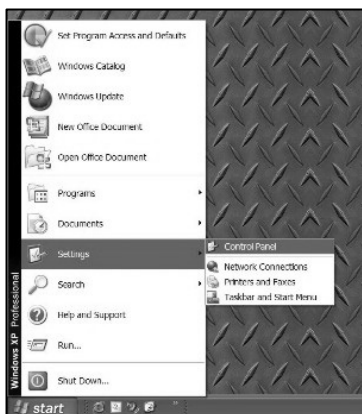 Set Program Access and Defaults
Windows Catalog
Windows Update
New Office Document
Open Office Document
Programs
Documents
Settings
Control Panel
Network Connections
Printers and Faxes
Taskbar and Start Menu
Search
Help and Support
Run...
Shut Down...
Windows XP Professional
start